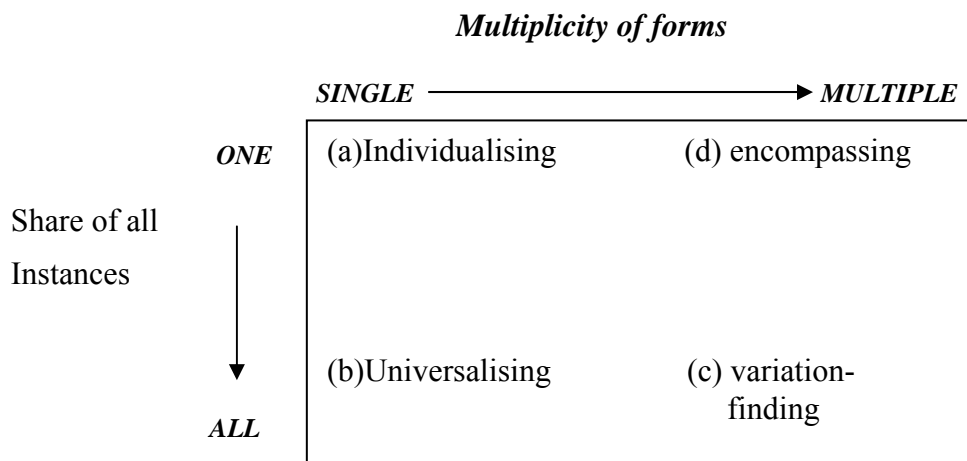 Multiplicity of forms
SINGLE MULTIPLE
ONE (a)Individualising (d) encompassing
Share of all
Instances
(b)Universalising (c) variation-
finding
ALL